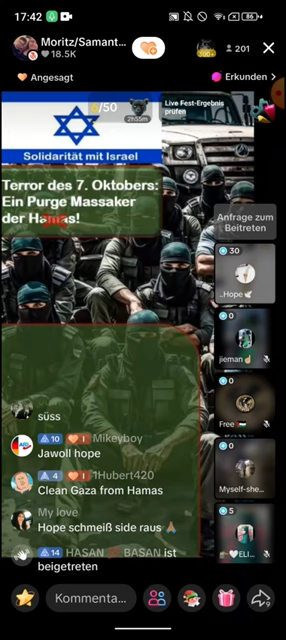 17:42
86
Moritz/Samant...
18.5K
201
Angesagt
Erkunden >
/50
2h55m
Live Fest-Ergebnis
prüfen
Solidarität mit Israel
Terror des 7. Oktobers:
Ein Purge Massaker
der Hamas!
Anfrage zum
Beitreten
30
..Hope
0
jieman
0
Free
0
Myself-she...
5
ELI...
süss
10 I Mikeyboy
Jawoll hope
4 I 1Hubert420
Clean Gaza from Hamas
My love
Hope schmeiß side raus
14 HASAN BASAN ist
beigetreten
Kommenta...
9